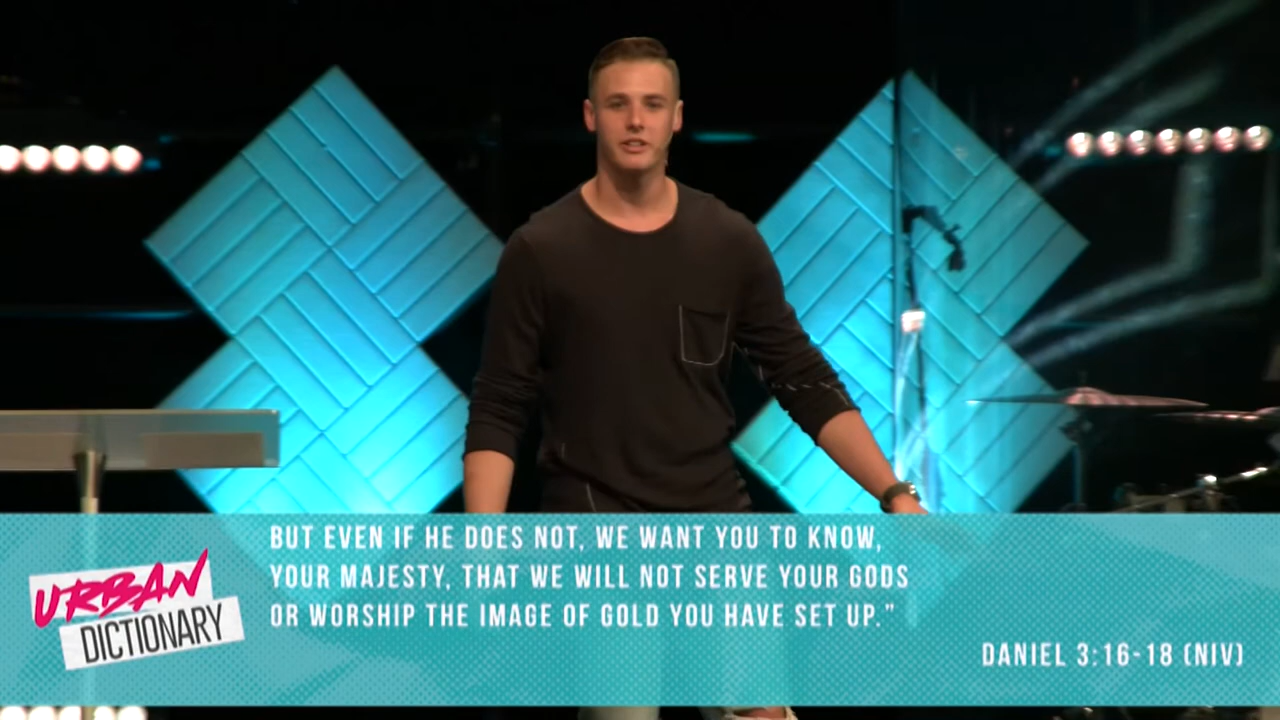 BUT EVEN IF HE DOES NOT, WE WANT YOU TO KNOW,
YOUR MAJESTY, THAT WE WILL NOT SERVE YOUR GODS
OR WORSHIP THE IMAGE OF GOLD YOU HAVE SET UP.”
DANIEL 3:16-18 (NIV)
URBAN
DICTIONARY